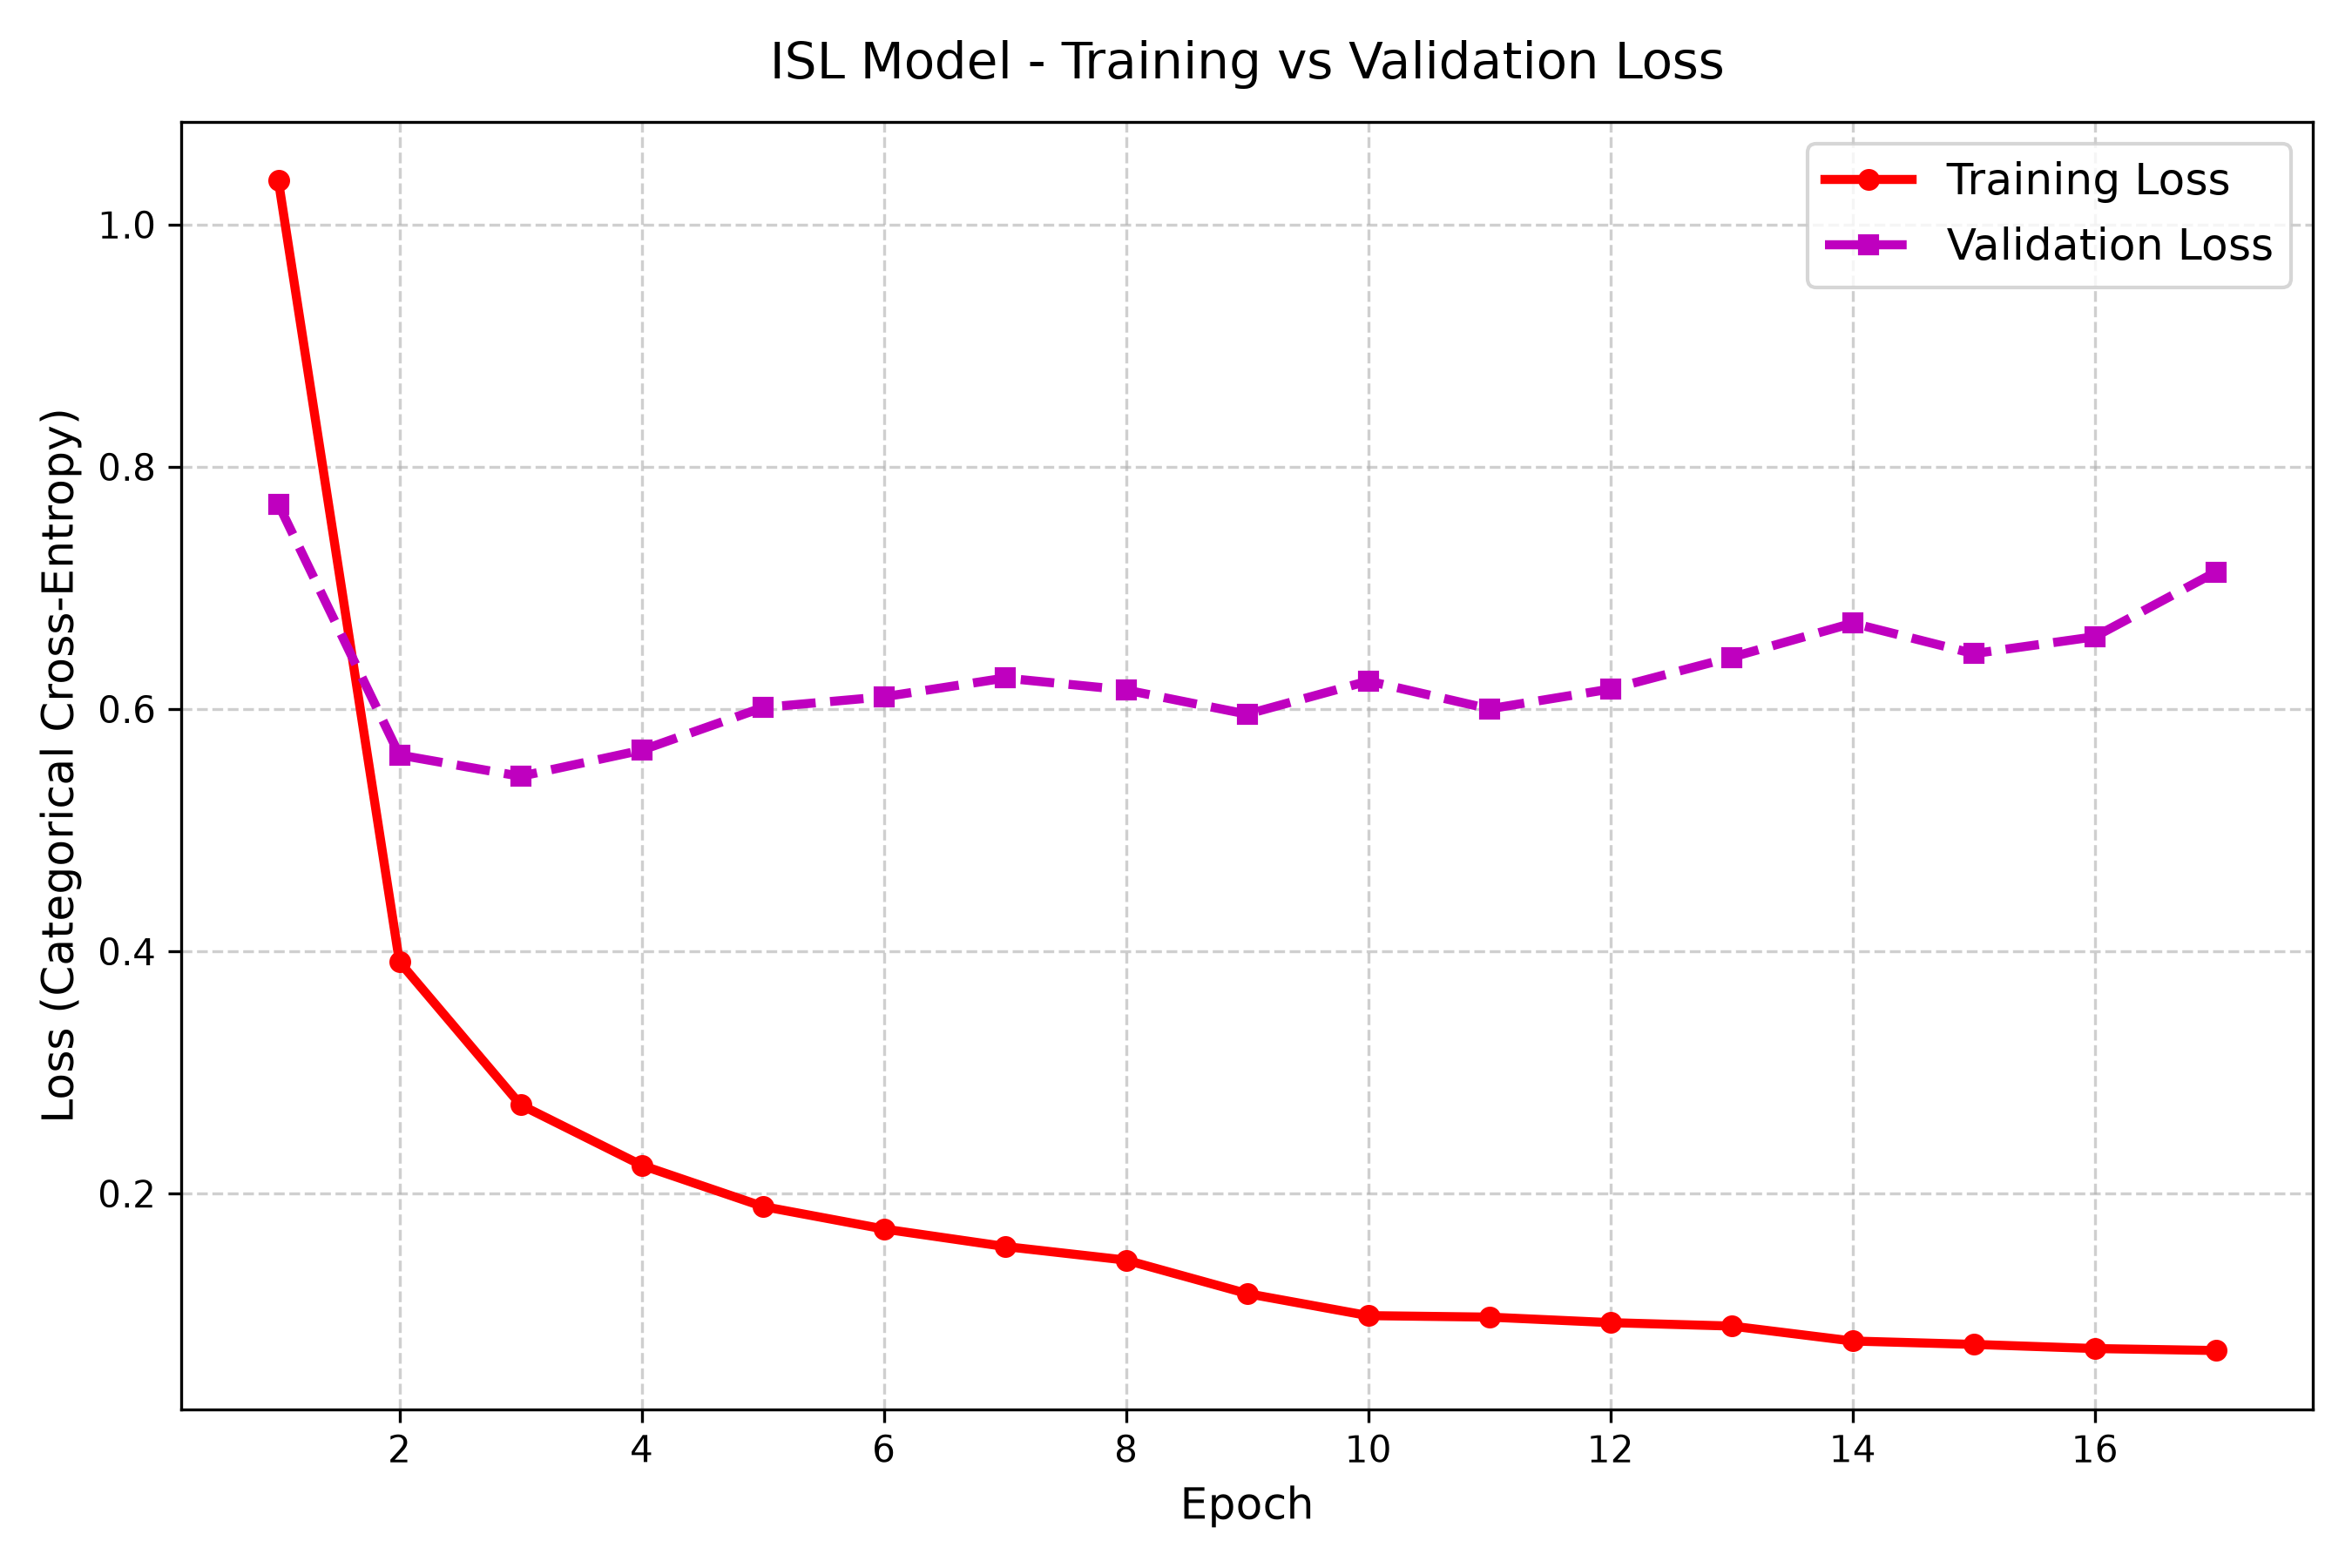 ISL Model - Training vs Validation Loss
Training Loss
Validation Loss
Loss (Categorical Cross-Entropy)
1.0
0.8
0.6
0.4
0.2
2 4 6 8 10 12 14 16
Epoch